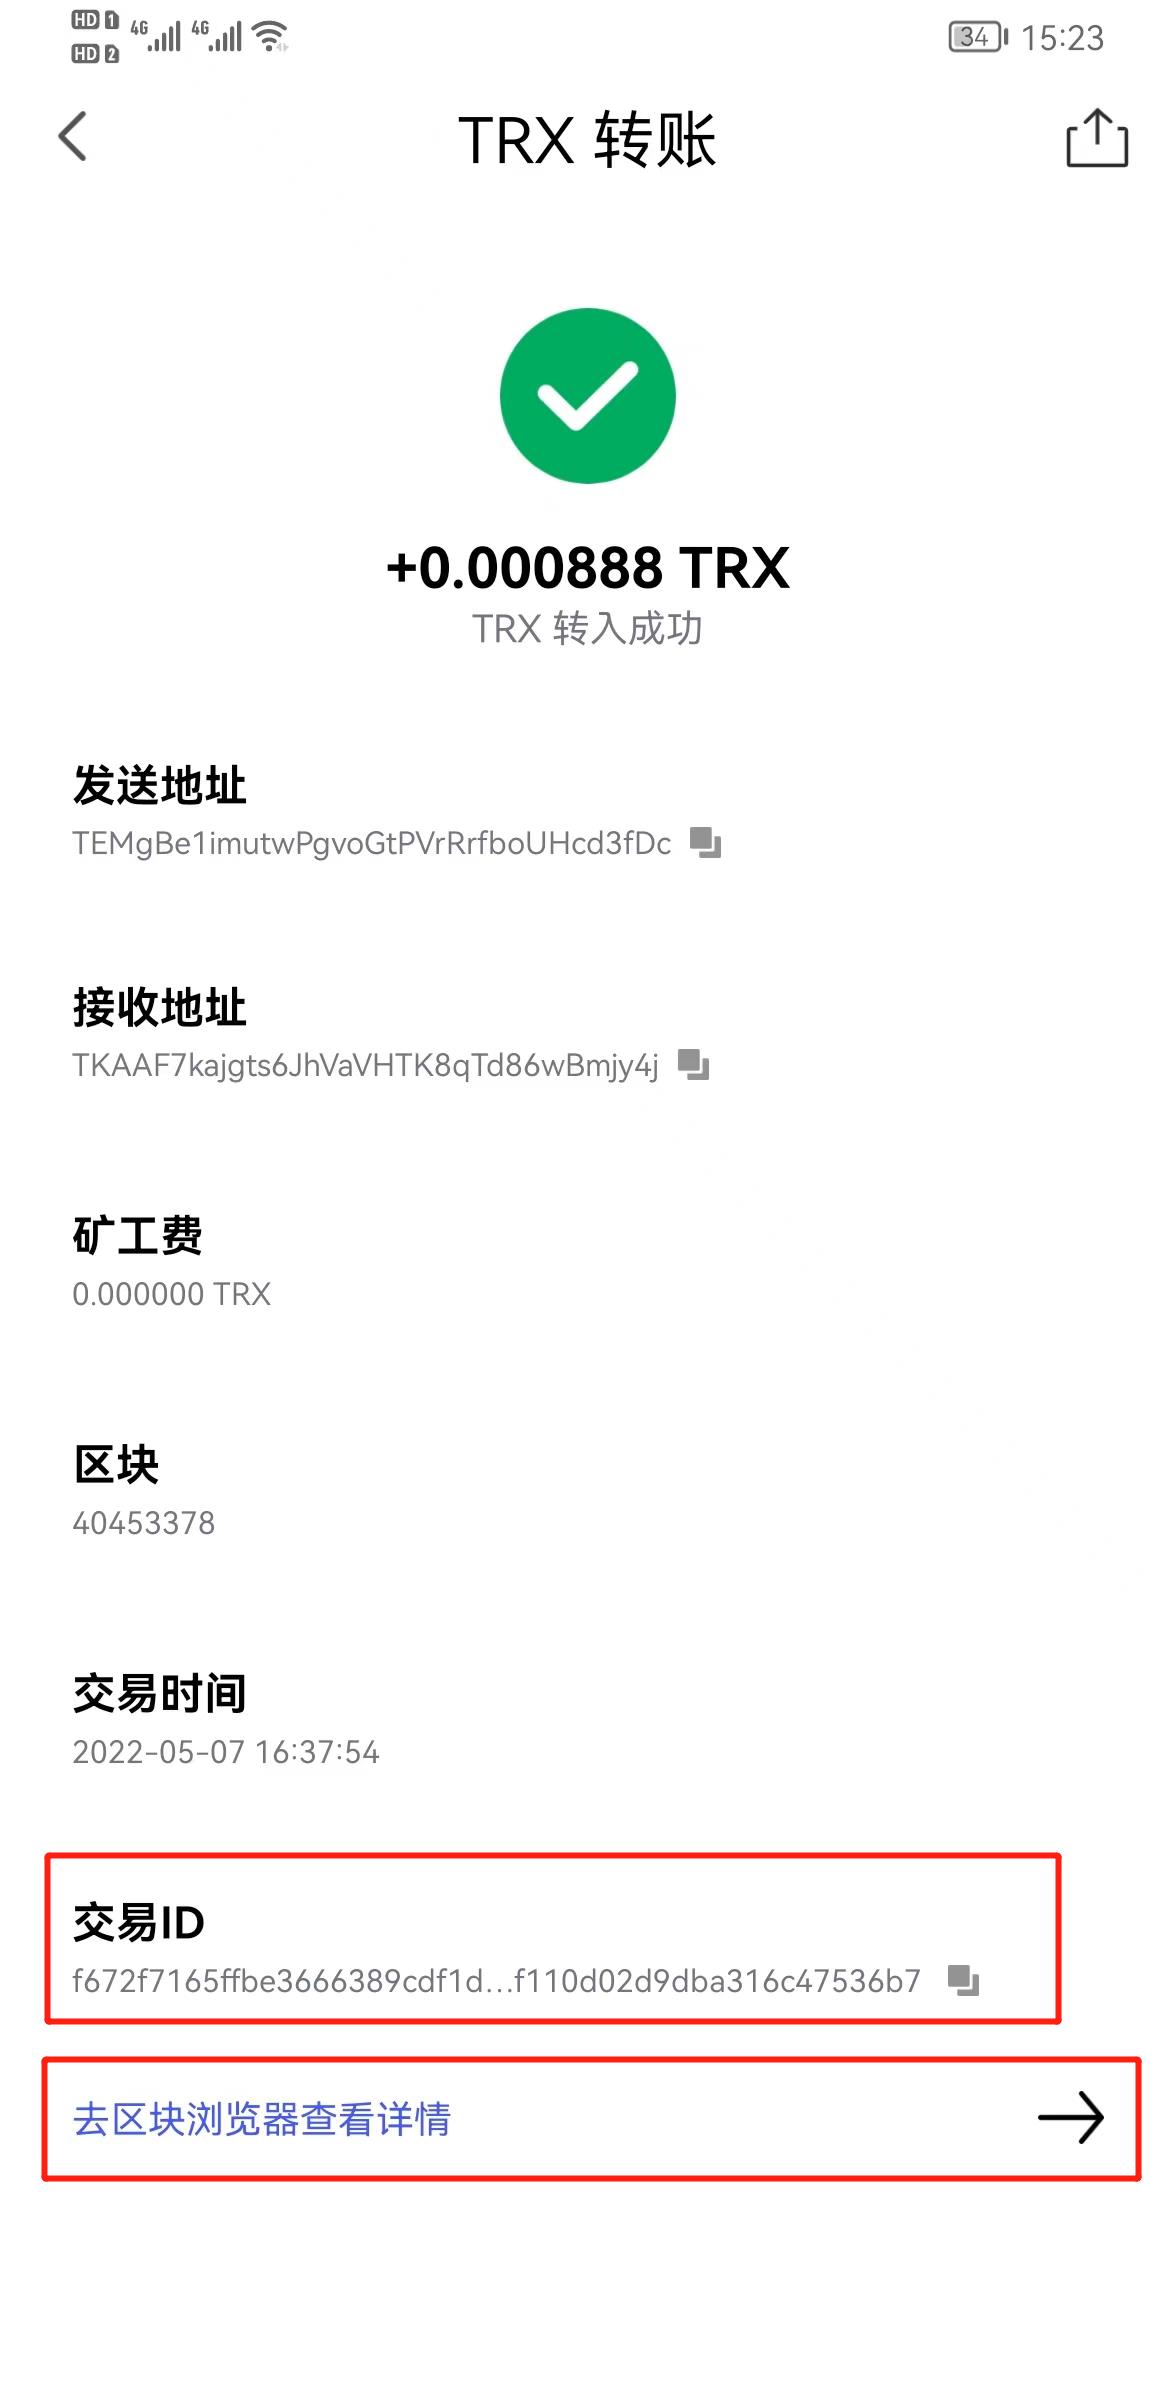 HD 1 4G 4G
HD 2
34 15:23
TRX 转账
+0.000888 TRX
TRX 转入成功
发送地址
TEMgBe1imutwPgvoGtPVrRrfboUHcd3fDc
接收地址
TKAAF7kajgts6JhVaVHTK8qTd86wBmjy4j
矿工费
0.000000 TRX
区块
40453378
交易时间
2022-05-07 16:37:54
交易ID
f672f7165ffbe3666389cdf1d...f110d02d9dba316c47536b7
去区块浏览器查看详情